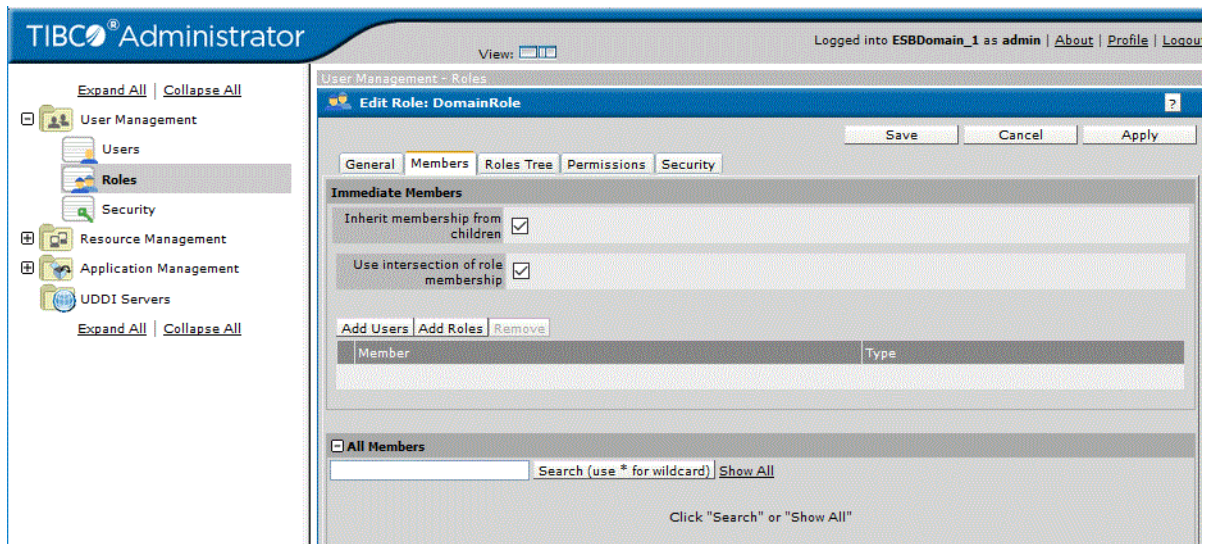 TIBCO® Administrator
View:
Logged into ESBDomain_1 as admin | About | Profile | Logou
Expand All | Collapse All
User Management
Users
Roles
Security
Resource Management
Application Management
UDDI Servers
Expand All | Collapse All
User Management - Roles
Edit Role: DomainRole
?
Save Cancel Apply
General Members Roles Tree Permissions Security
Immediate Members
Inherit membership from
children
Use intersection of role
membership
Add Users Add Roles Remove
Member Type
All Members
Search (use * for wildcard) Show All
Click "Search" or "Show All"